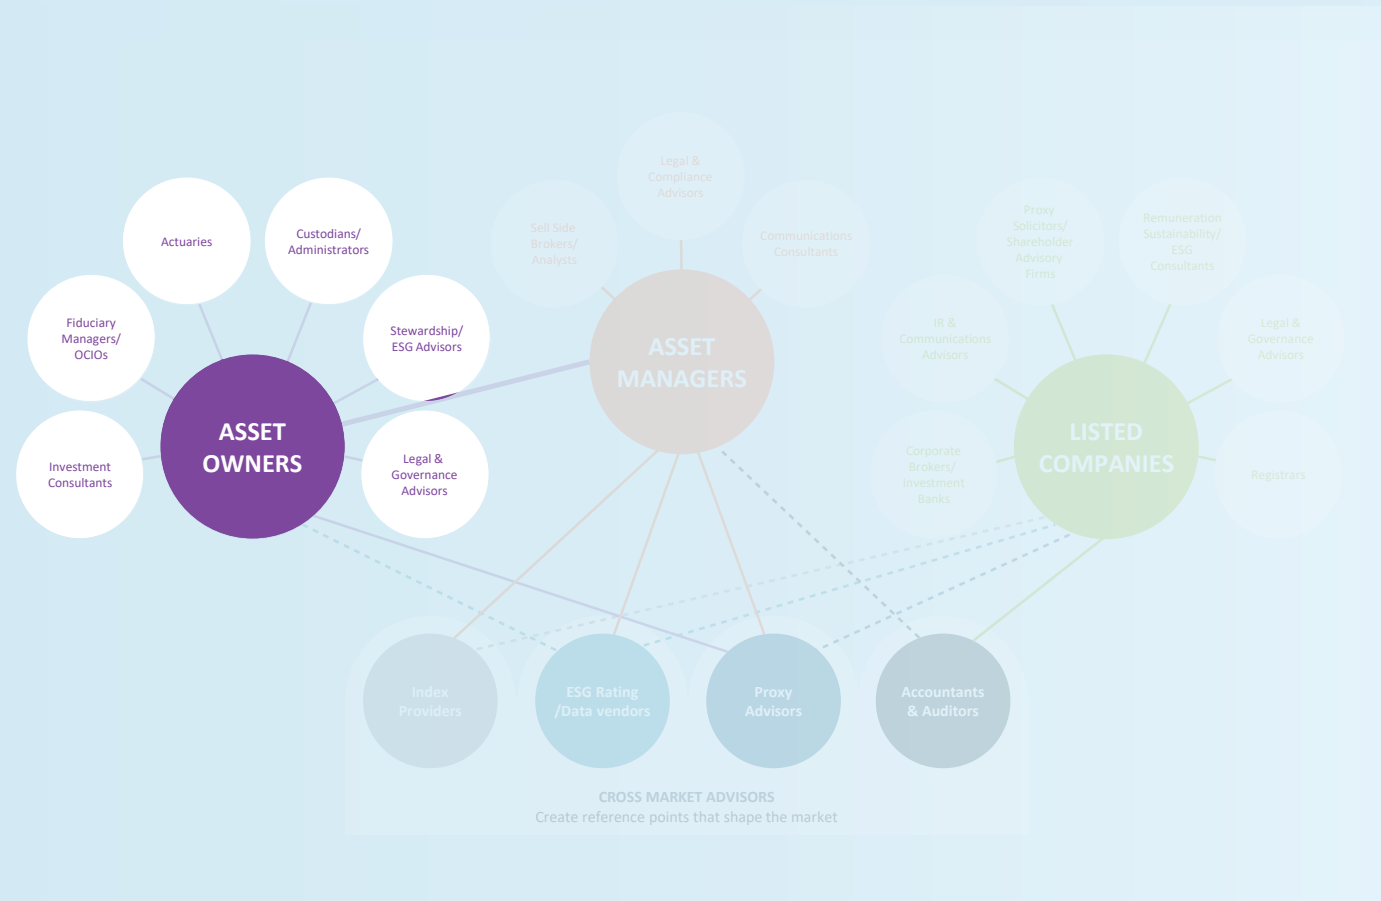 Legal &
Compliance
Advisors
Sell Side
Brokers/
Analysts
Communications
Consultants
Proxy
Solicitors/
Shareholder
Advisory
Firms
Remuneration
Sustainability/
ESG
Consultants
Actuaries
Custodians/
Administrators
Fiduciary
Managers/
OCIOs
Stewardship/
ESG Advisors
ASSET
MANAGERS
IR &
Communications
Advisors
Legal &
Governance
Advisors
ASSET
OWNERS
LISTED
COMPANIES
Investment
Consultants
Legal &
Governance
Advisors
Corporate
Brokers/
Investment
Banks
Registrars
Index
Providers
ESG Rating
/Data vendors
Proxy
Advisors
Accountants
& Auditors
CROSS MARKET ADVISORS
Create reference points that shape the market